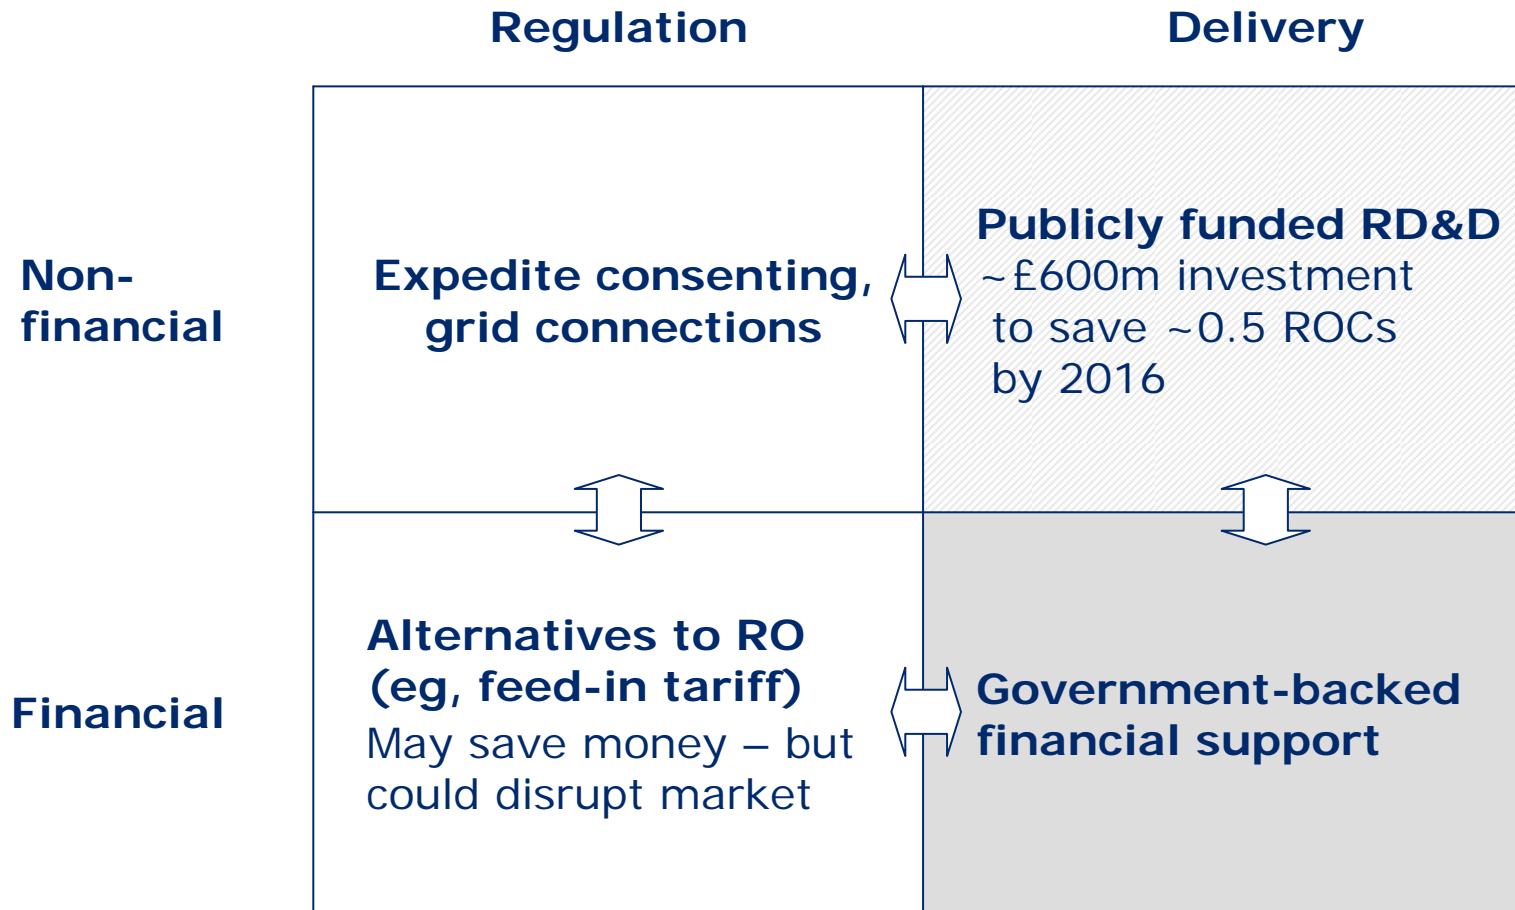 Regulation
Delivery
Non-
financial
Expedite consenting,
grid connections
Publicly funded RD&D
~£600m investment
to save ~0.5 ROCs
by 2016
Financial
Alternatives to RO
(eg, feed-in tariff)
May save money – but
could disrupt market
Government-backed
financial support